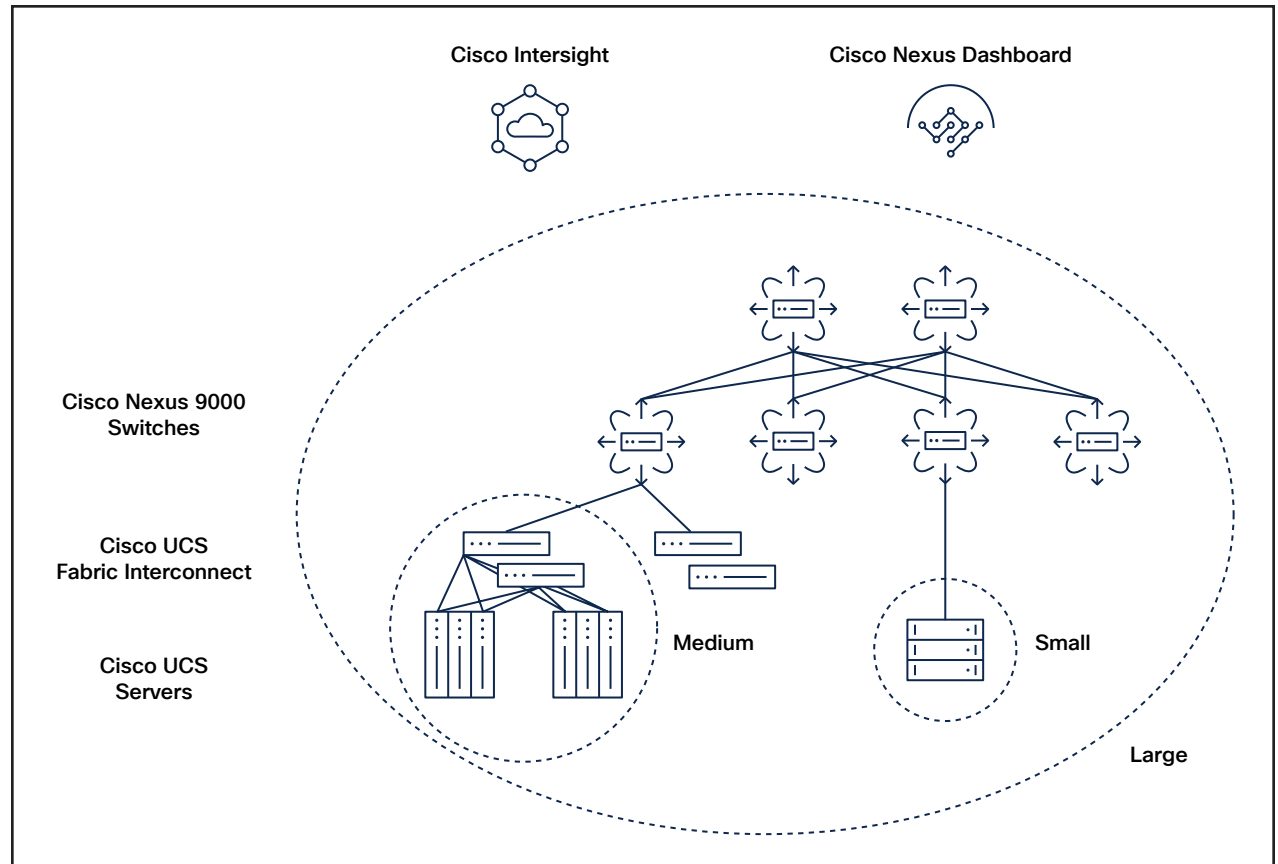 Cisco Intersight
Cisco Nexus Dashboard
Cisco Nexus 9000
Switches
Cisco UCS
Fabric Interconnect
Medium
Small
Cisco UCS
Servers
Large